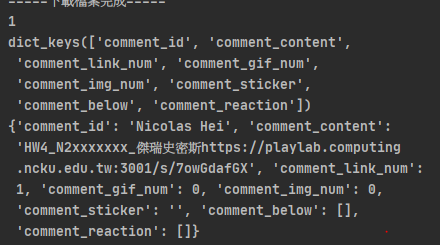 -----下載檔案完成-----
1
dict_keys(['comment_id', 'comment_content',
'comment_link_num', 'comment_gif_num',
'comment_img_num', 'comment_sticker',
'comment_below', 'comment_reaction'])
{'comment_id': 'Nicolas Hei', 'comment_content':
'HW4_N2xxxxxxx_傑瑞史密斯https://playlab.computing
.ncku.edu.tw:3001/s/7owGdafGX', 'comment_link_num':
1, 'comment_gif_num': 0, 'comment_img_num': 0,
'comment_sticker': '', 'comment_below': [],
'comment_reaction': []}